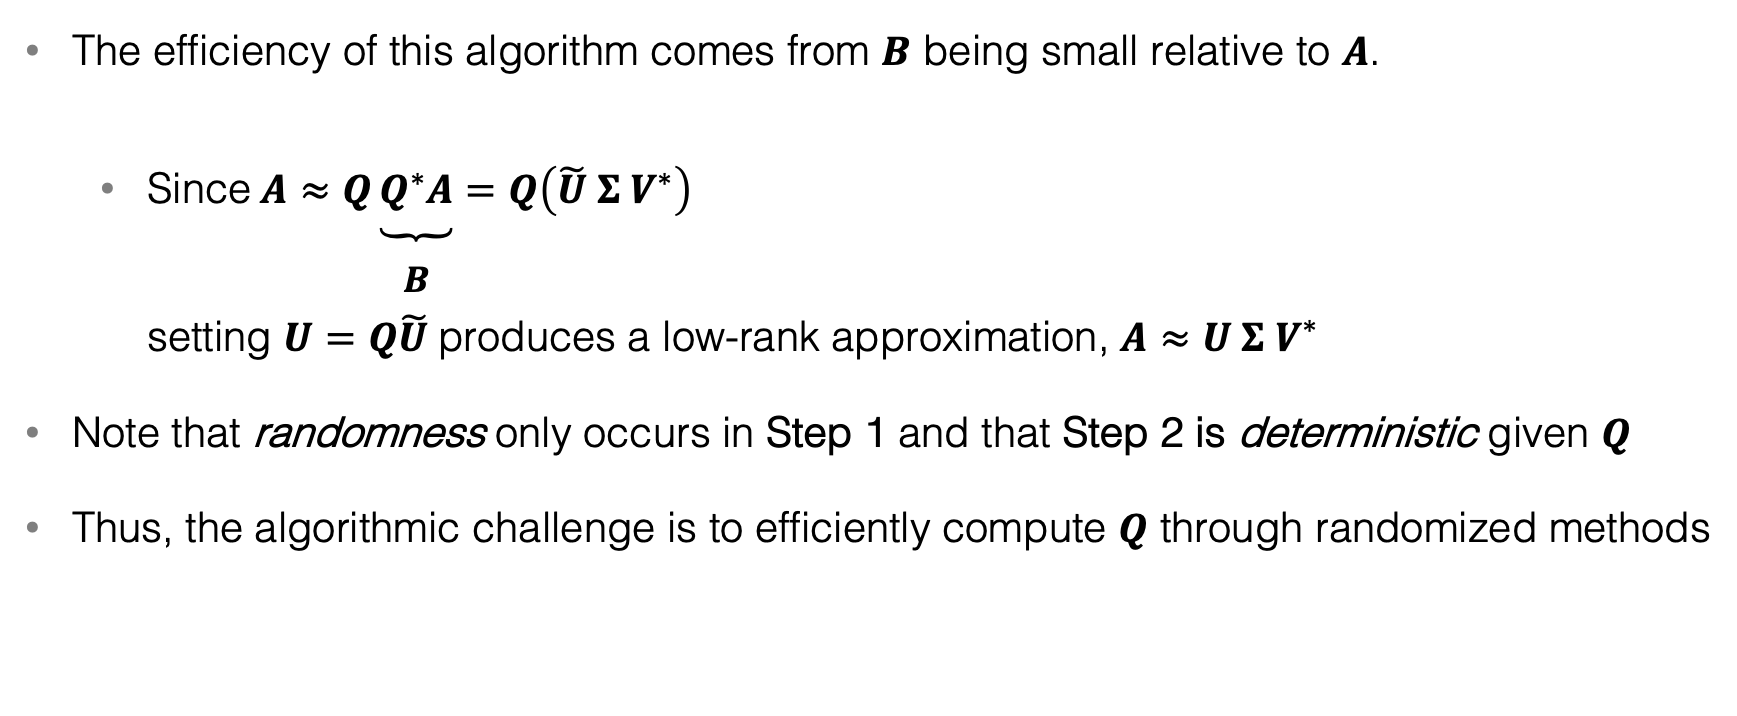 • The efficiency of this algorithm comes from B being small relative to A.
• Since A ≈ Q Q*A = Q(Ũ Σ V*)
B
setting U = QŨ produces a low-rank approximation, A ≈ U Σ V*
• Note that randomness only occurs in Step 1 and that Step 2 is deterministic given Q
• Thus, the algorithmic challenge is to efficiently compute Q through randomized methods